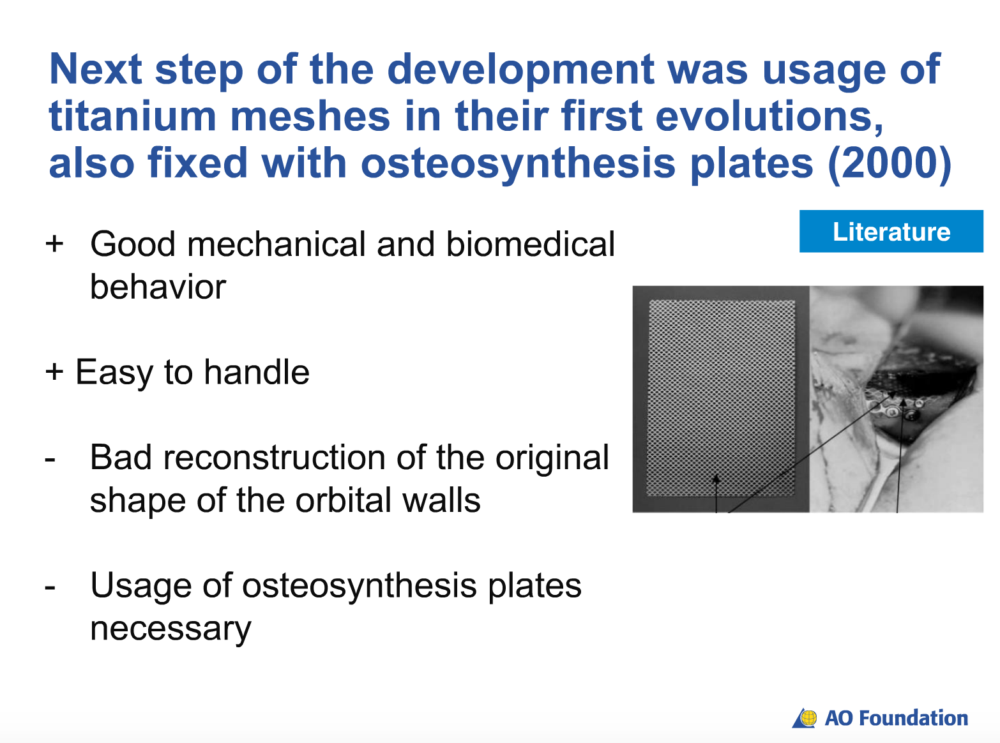 Next step of the development was usage of
titanium meshes in their first evolutions,
also fixed with osteosynthesis plates (2000)
+ Good mechanical and biomedical
behavior
+ Easy to handle
- Bad reconstruction of the original
shape of the orbital walls
- Usage of osteosynthesis plates
necessary
Literature
AO Foundation